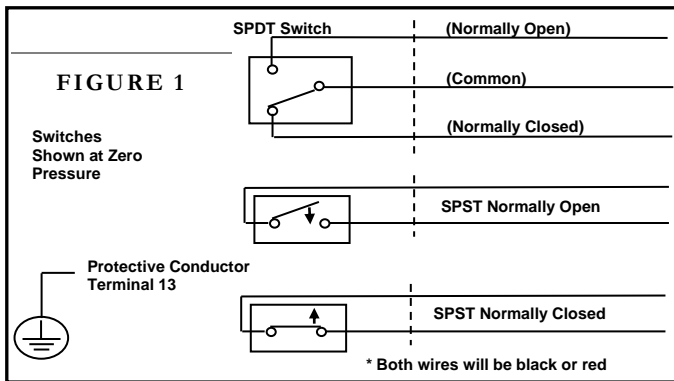 SPDT Switch
(Normally Open)
FIGURE 1
(Common)
(Normally Closed)
Switches
Shown at Zero
Pressure
SPST Normally Open
Protective Conductor
Terminal 13
SPST Normally Closed
* Both wires will be black or red